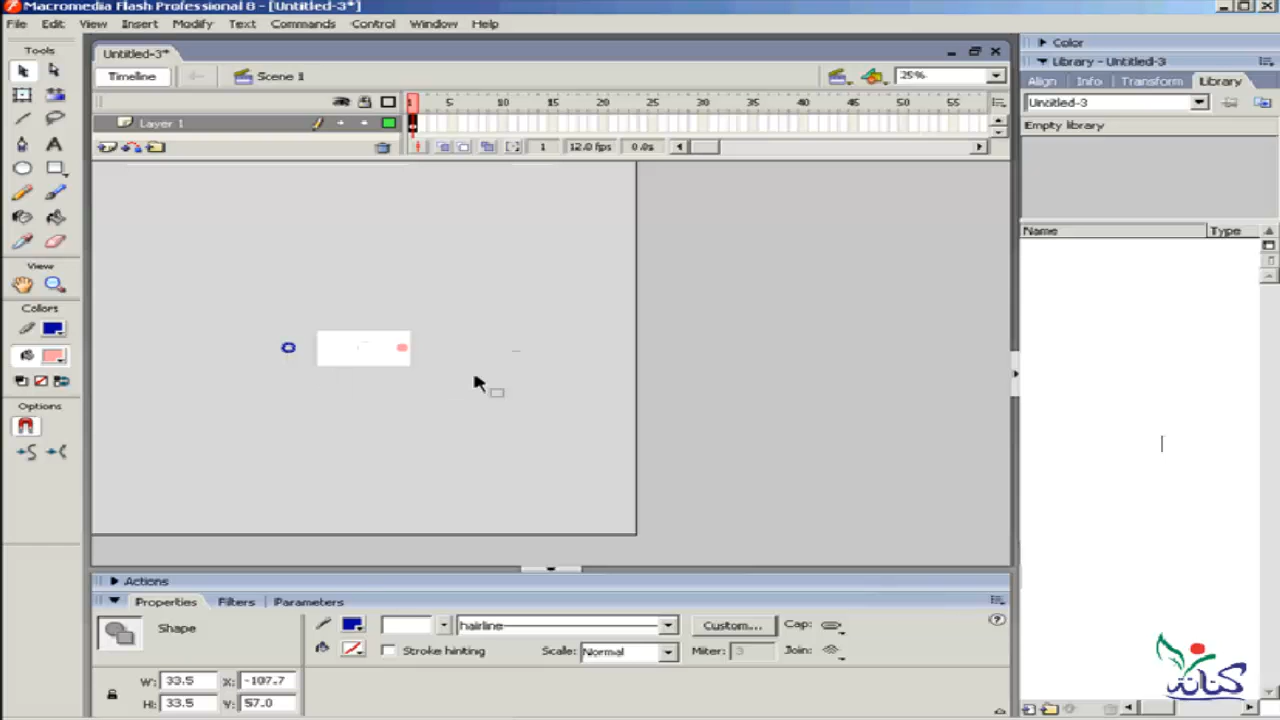 Macromedia Flash Professional 8 - [Untitled-3*]
File Edit View Insert Modify Text Commands Control Window Help
Tools
View
Colors
Options
Untitled-3*
Timeline
Scene 1
25%
1 5 10 15 20 25 30 35 40 45 50 55
Layer 1
1 12.0 fps 0.0s
Color
Library - Untitled-3
Align Info Transform Library
Untitled-3
Empty library
Name Type
Actions
Properties Filters Parameters
Shape
hairline
Custom...
Cap:
Stroke hinting
Scale: Normal
Miter: 3
Join:
W: 33.5 X: -107.7
H: 33.5 Y: 57.0
كنانة